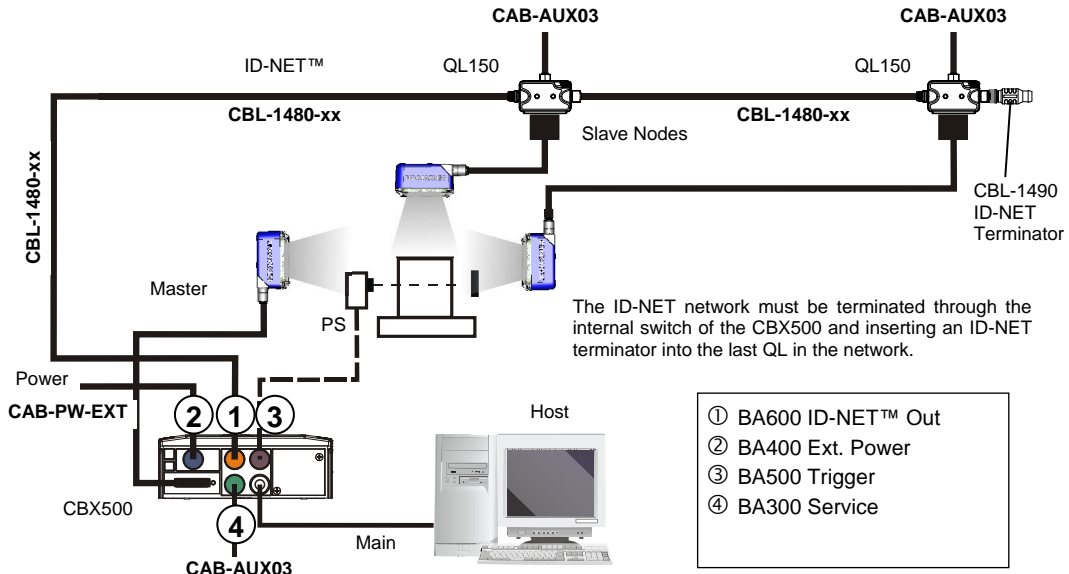 CAB-AUX03
CAB-AUX03
ID-NET™
QL150
QL150
CBL-1480-xx
CBL-1480-xx
Slave Nodes
CBL-1480-xx
CBL-1490
ID-NET
Terminator
Master
PS
The ID-NET network must be terminated through the
internal switch of the CBX500 and inserting an ID-NET
terminator into the last QL in the network.
Power
CAB-PW-EXT
2
1
3
Host
① BA600 ID-NET™ Out
② BA400 Ext. Power
③ BA500 Trigger
④ BA300 Service
CBX500
4
Main
CAB-AUX03